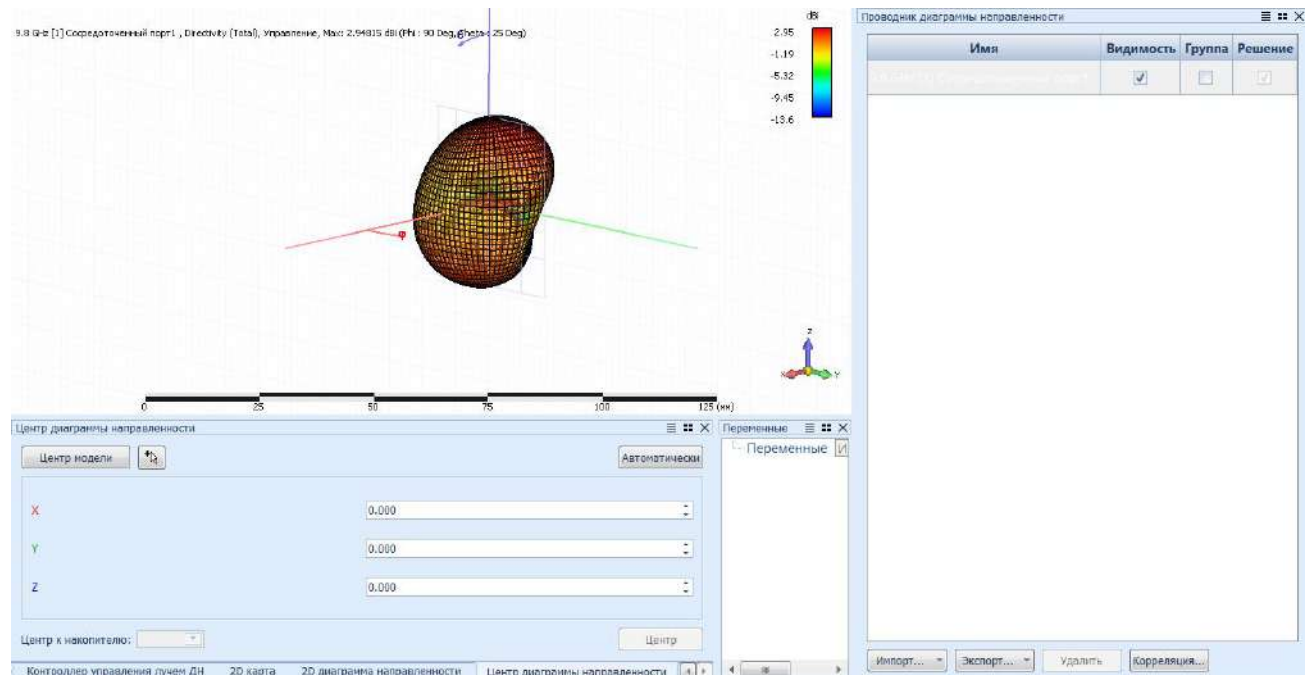 Проводник диаграммы направленности
9.8 GHz [1] Сосредоточенный порт1 , Directivity (Total), Управление, Макс 2.94815 dBi (Phi : 90 Deg, Theta : 25 Deg)
dBi
2.95
-1.19
-5.32
-9.45
-13.6
Имя Видимость Группа Решение
φ
Z
X Y
0 25 50 75 100 125 (мм)
Центр диаграммы направленности
Переменные
Центр модели Автоматически
Переменные И
X 0.000
Y 0.000
Z 0.000
Центр к накопителю: Центр
Контроллер управления лучем ДН 2D карта 2D диаграмма направленности Центр диаграммы направленности
Импорт... Экспорт... Удалить Корреляция...